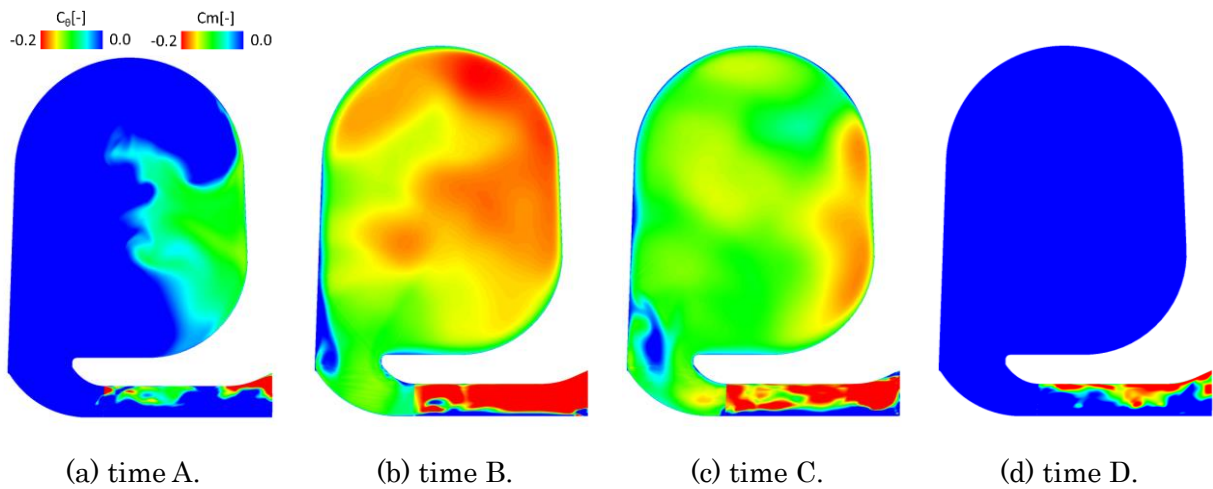 Cθ[-] Cm[-]
-0.2 0.0 -0.2 0.0
(a) time A. (b) time B. (c) time C. (d) time D.